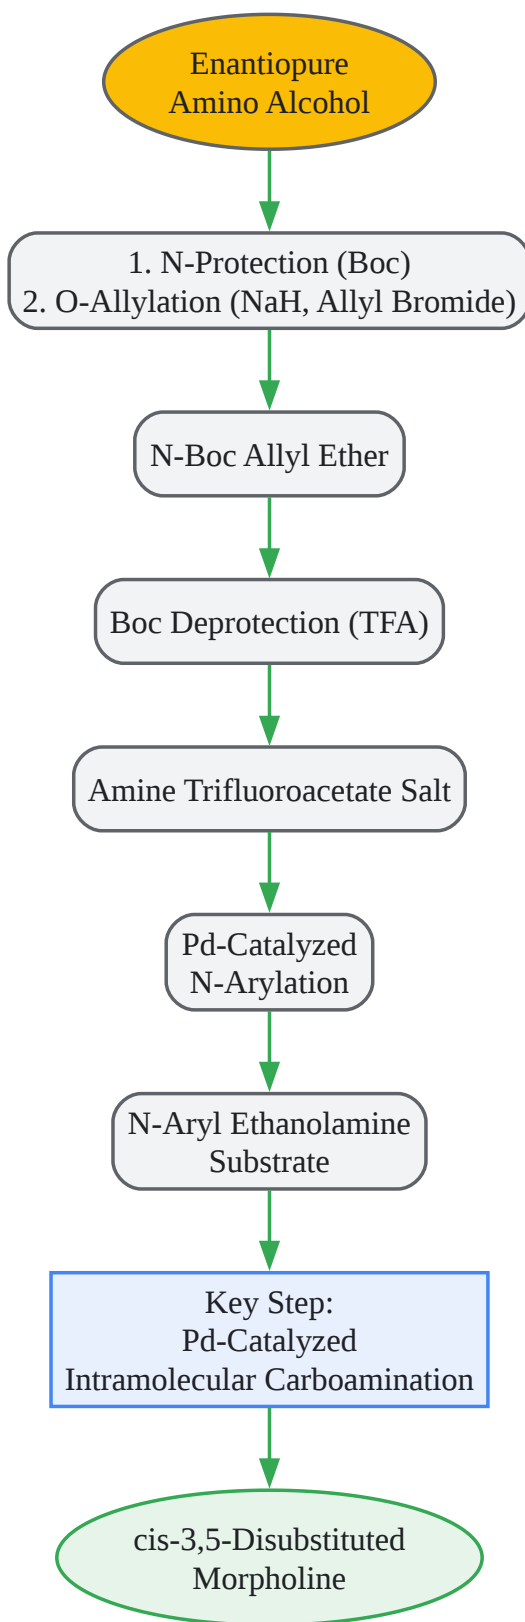 Enantiopure
Amino Alcohol
1. N-Protection (Boc)
2. O-Allylation (NaH, Allyl Bromide)
N-Boc Allyl Ether
Boc Deprotection (TFA)
Amine Trifluoroacetate Salt
Pd-Catalyzed
N-Arylation
N-Aryl Ethanolamine
Substrate
Key Step:
Pd-Catalyzed
Intramolecular Carboamination
cis-3,5-Disubstituted
Morpholine